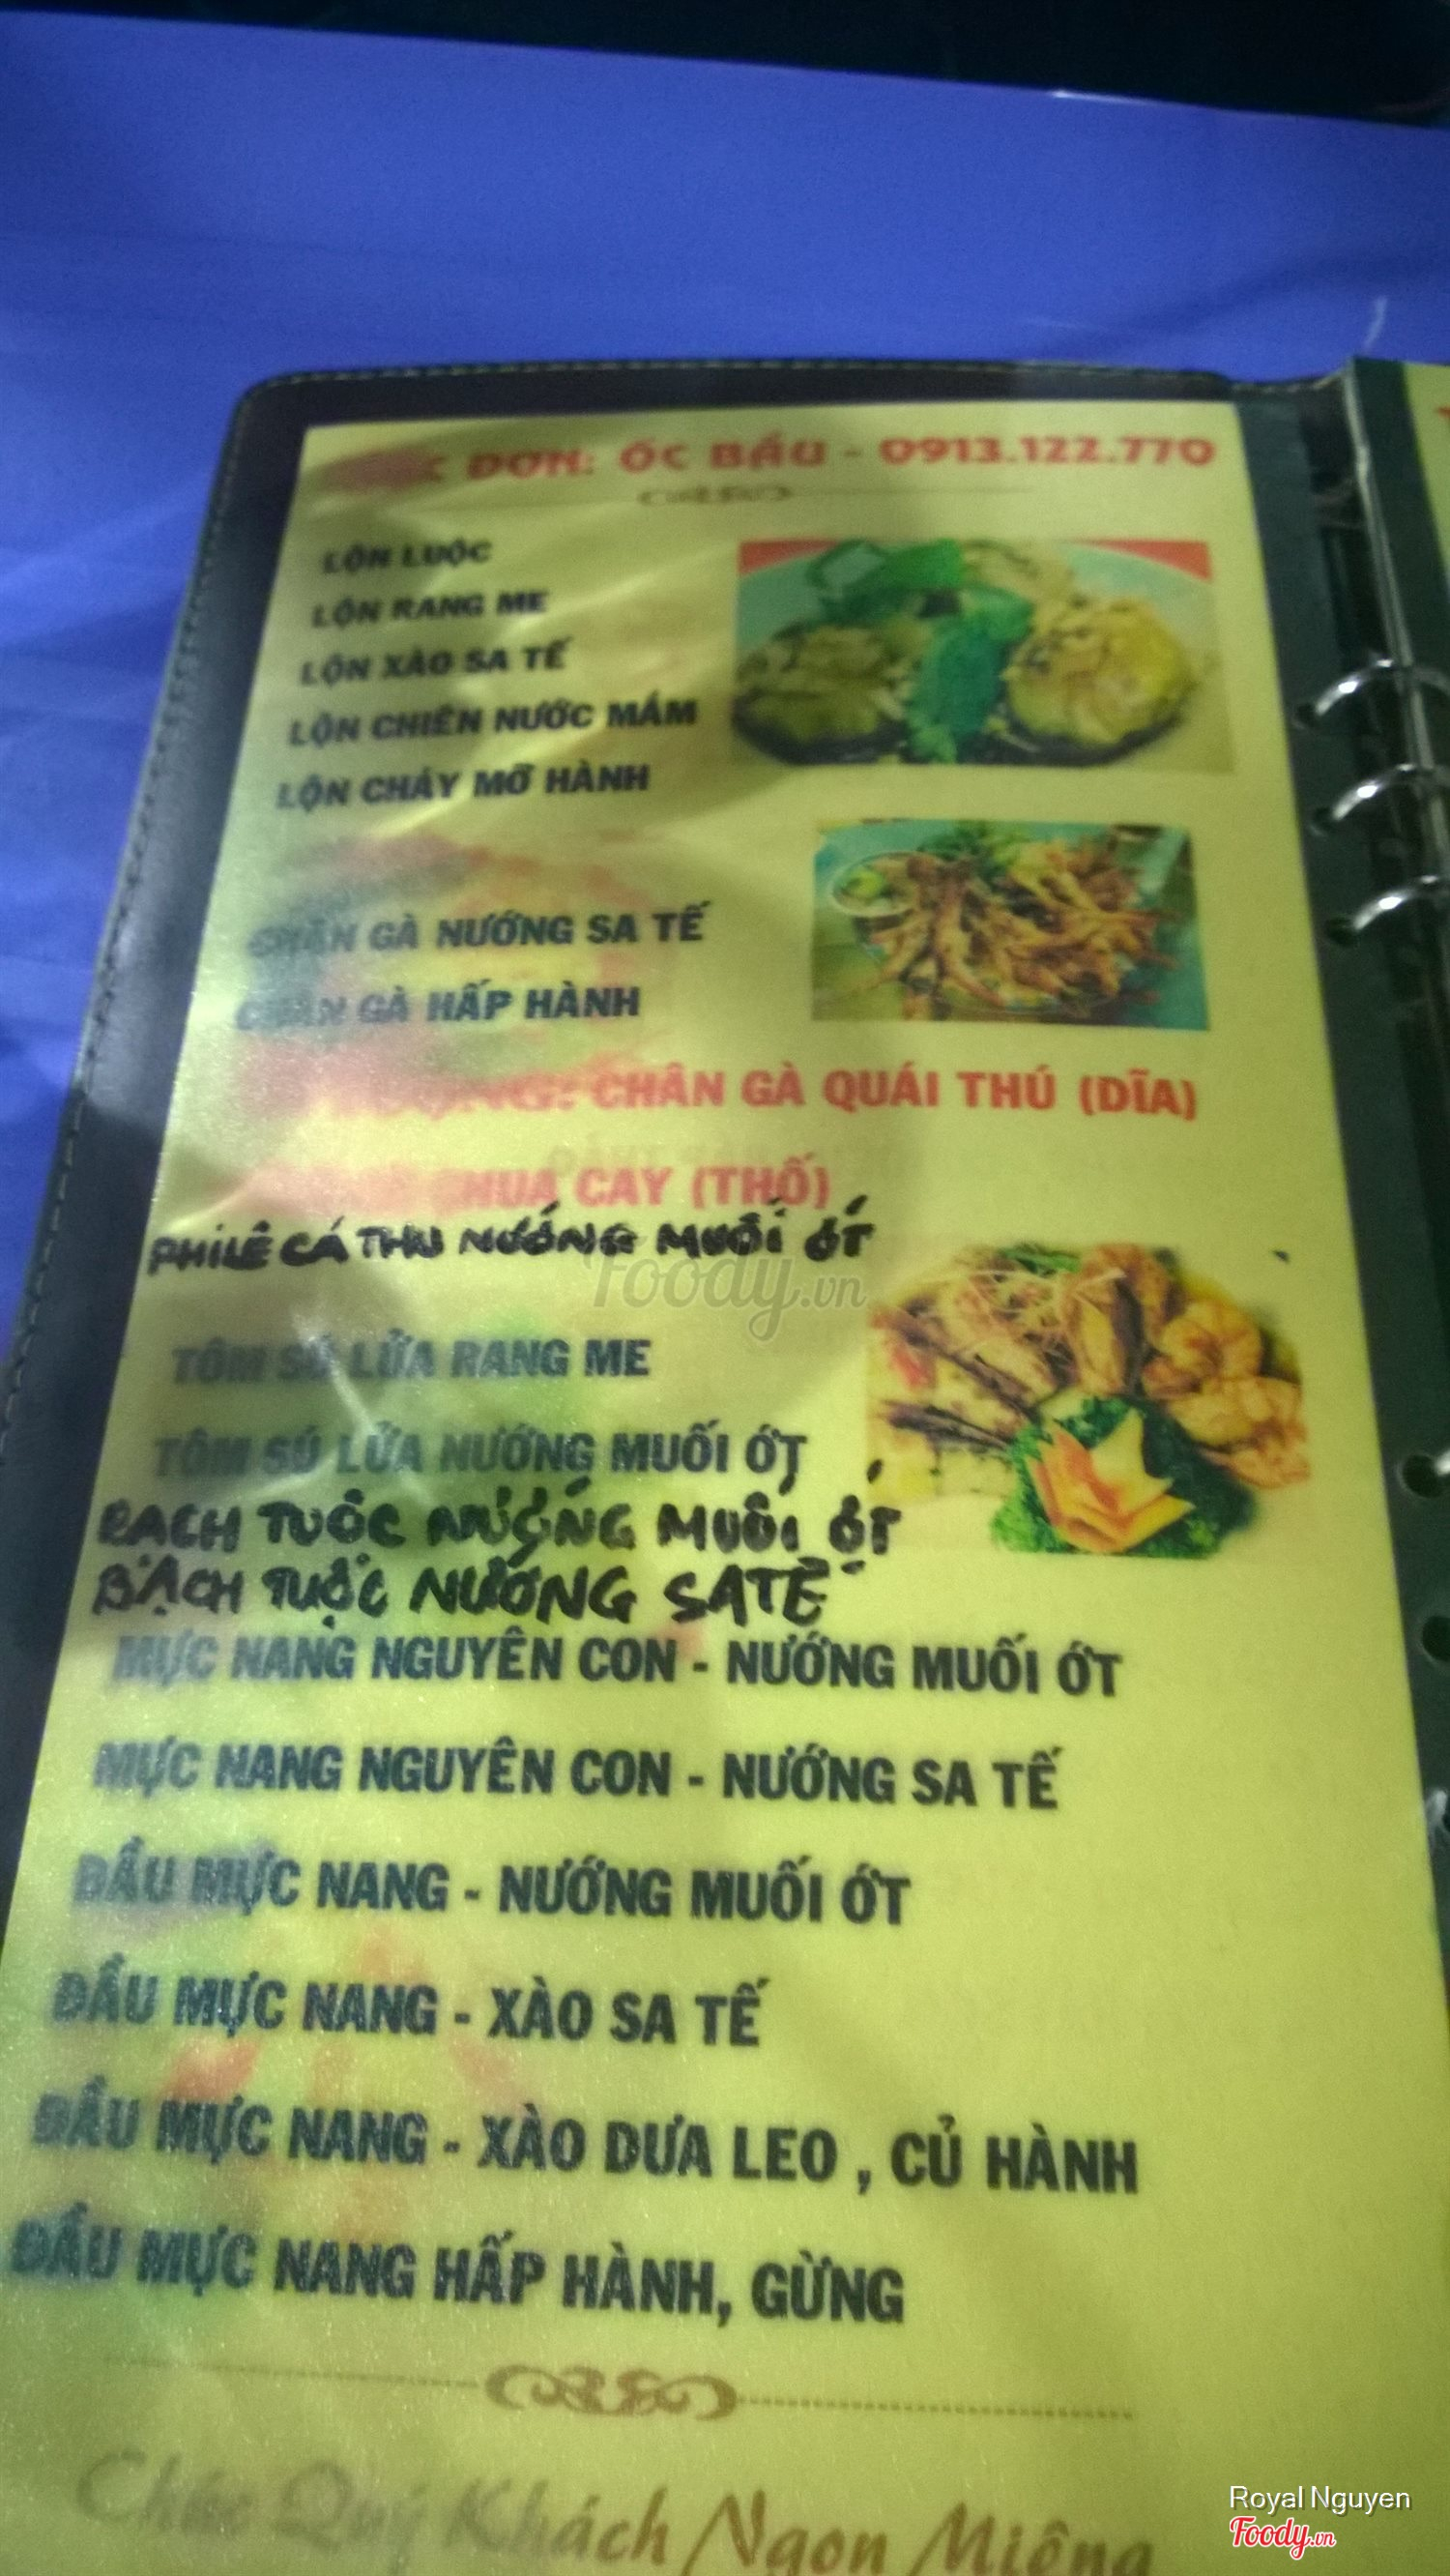 ĐƠN: ỐC BẦU - 0913.122.770
LỘN LUỘC
LỘN RANG ME
LỘN XÀO SA TẾ
LỘN CHIÊN NƯỚC MẮM
LỘN CHÁY MỠ HÀNH
CHÂN GÀ NƯỚNG SA TẾ
CHÂN GÀ HẤP HÀNH
CHÂN GÀ QUÁI THÚ (DĨA)
CHUA CAY (THỐ)
PHILÊ CÁ THU NƯỚNG MUỐI ỚT
Foody.vn
TÔM SÚ LỬA RANG ME
TÔM SÚ LỬA NƯỚNG MUỐI ỚT
BẠCH TUỘC NƯỚNG MUỐI ỚT
BẠCH TUỘC NƯỚNG SATẾ
MỰC NANG NGUYÊN CON - NƯỚNG MUỐI ỚT
MỰC NANG NGUYÊN CON - NƯỚNG SA TẾ
ĐẦU MỰC NANG - NƯỚNG MUỐI ỚT
ĐẦU MỰC NANG - XÀO SA TẾ
ĐẦU MỰC NANG - XÀO DƯA LEO , CỦ HÀNH
ĐẦU MỰC NANG HẤP HÀNH, GỪNG
Chúc Quý Khách Ngon Miệng
Royal Nguyen
Foody.vn